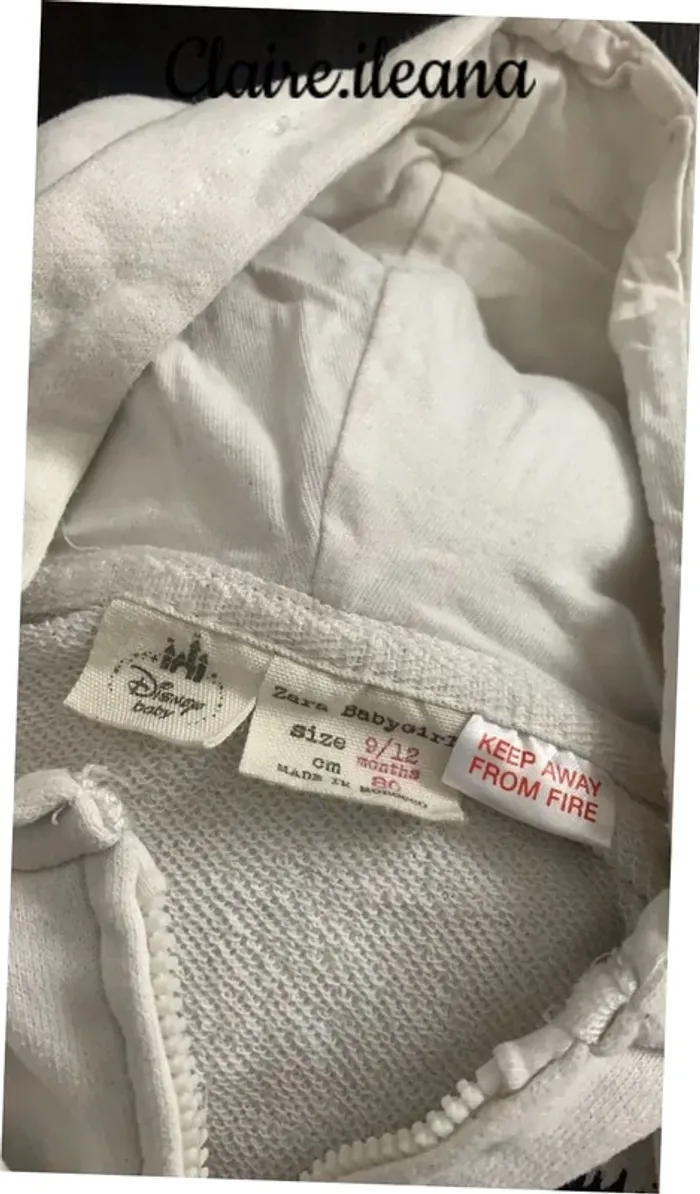 Claire.ileana
Disney
baby
Zara Babygirl
size 9/12
cm months
80
MADE IN MOROCCO
KEEP AWAY
FROM FIRE